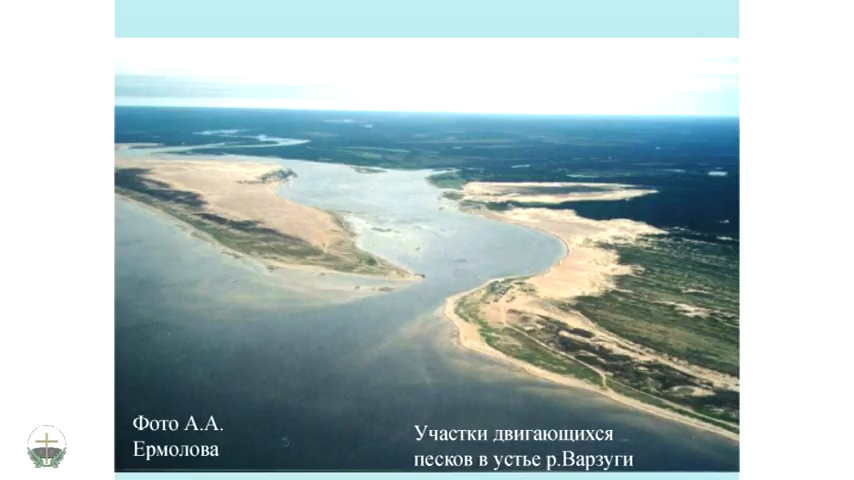 Фото А.А.
Ермолова
Участки двигающихся
песков в устье р.Варзуги